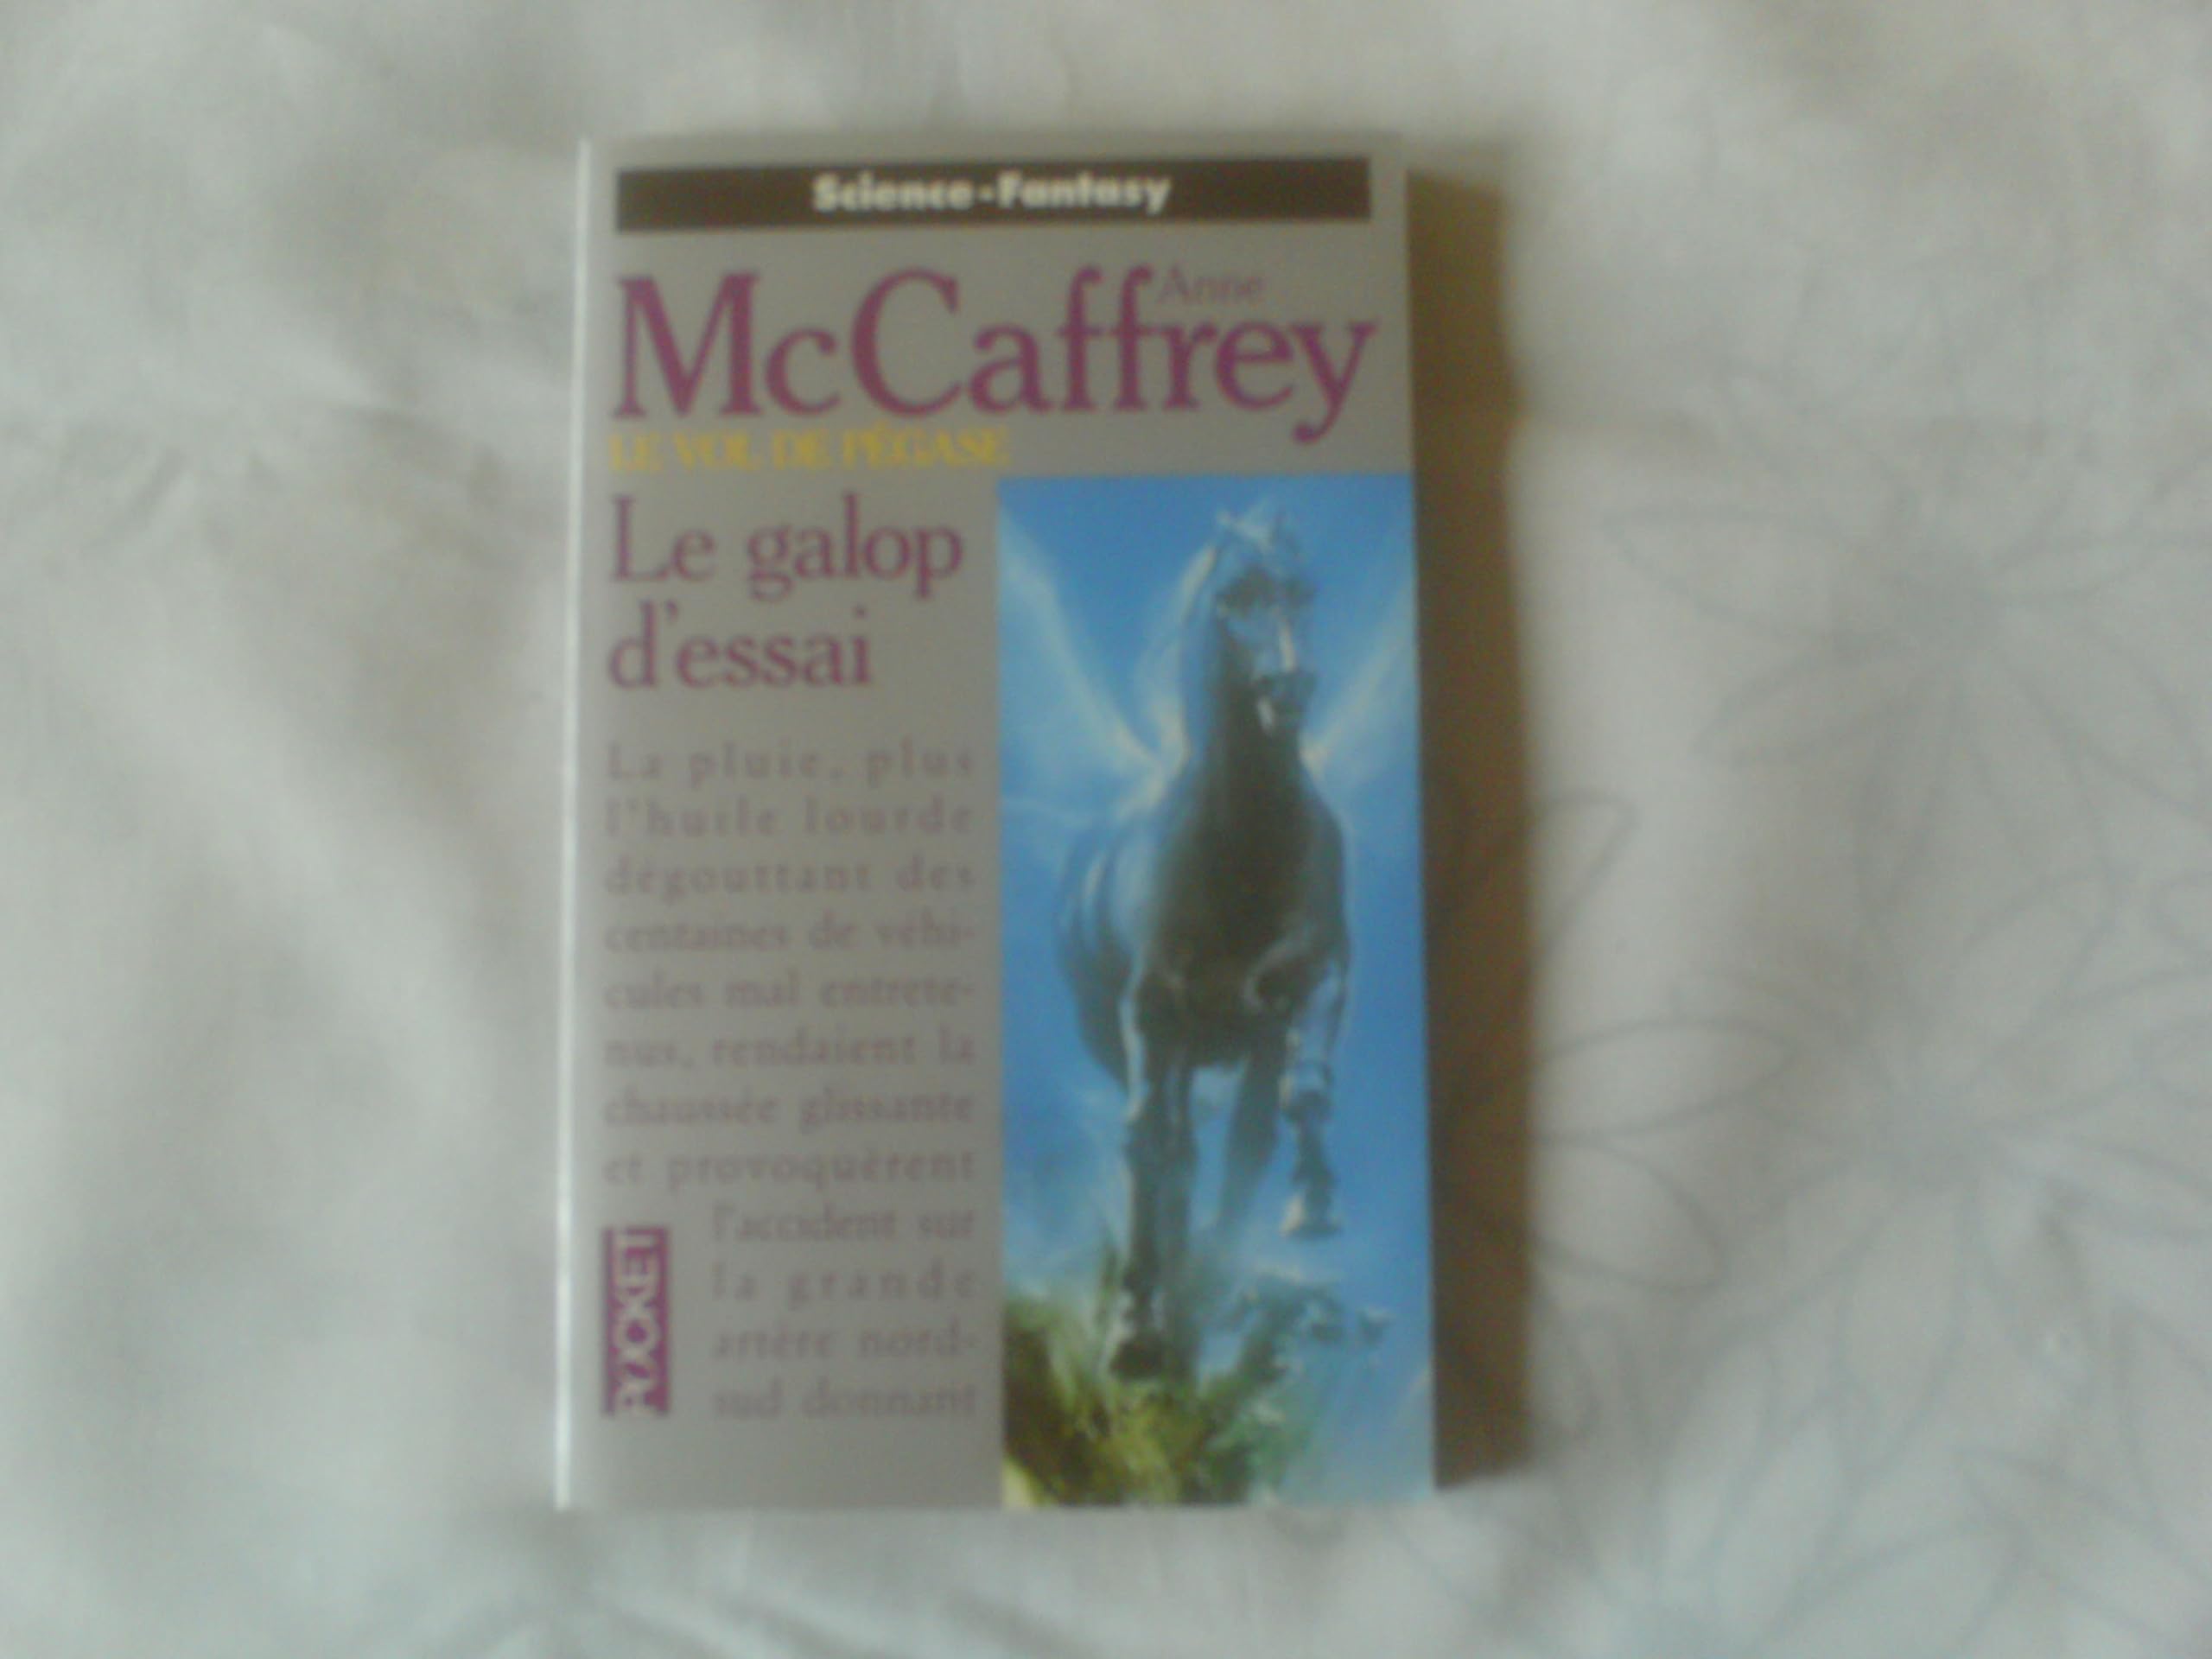 Science-Fantasy
Anne
McCaffrey
LE VOL DE PÉGASE
Le galop
d'essai
La pluie, plus
l'huile lourde
dégouttant des
centaines de véhi-
cules mal entrete-
nus, rendaient la
chaussée glissante
et provoquèrent
l'accident sur
la grande
artère nord-
sud donnant
POCKET